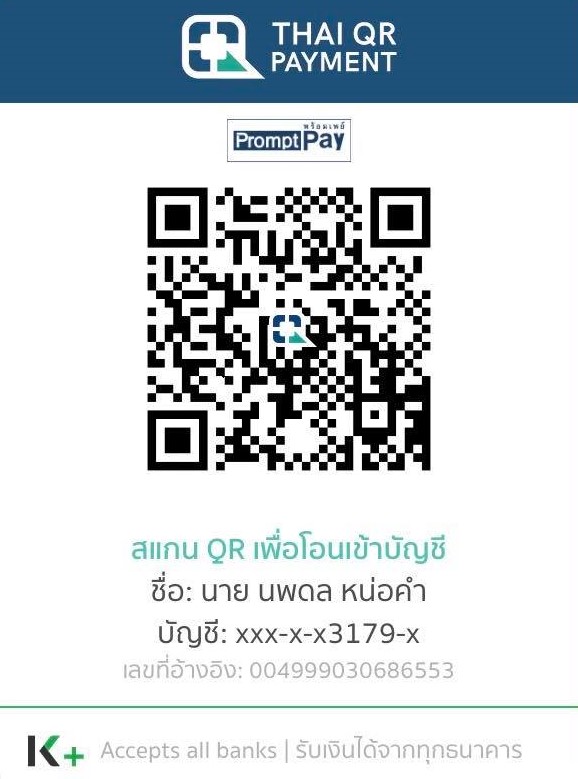 THAI QR
PAYMENT
พร้อมเพย์
PromptPay
สแกน QR เพื่อโอนเข้าบัญชี
ชื่อ: นาย นพดล หน่อคำ
บัญชี: xxx-x-x3179-x
เลขที่อ้างอิง: 004999030686553
K+
Accepts all banks | รับเงินได้จากทุกธนาคาร